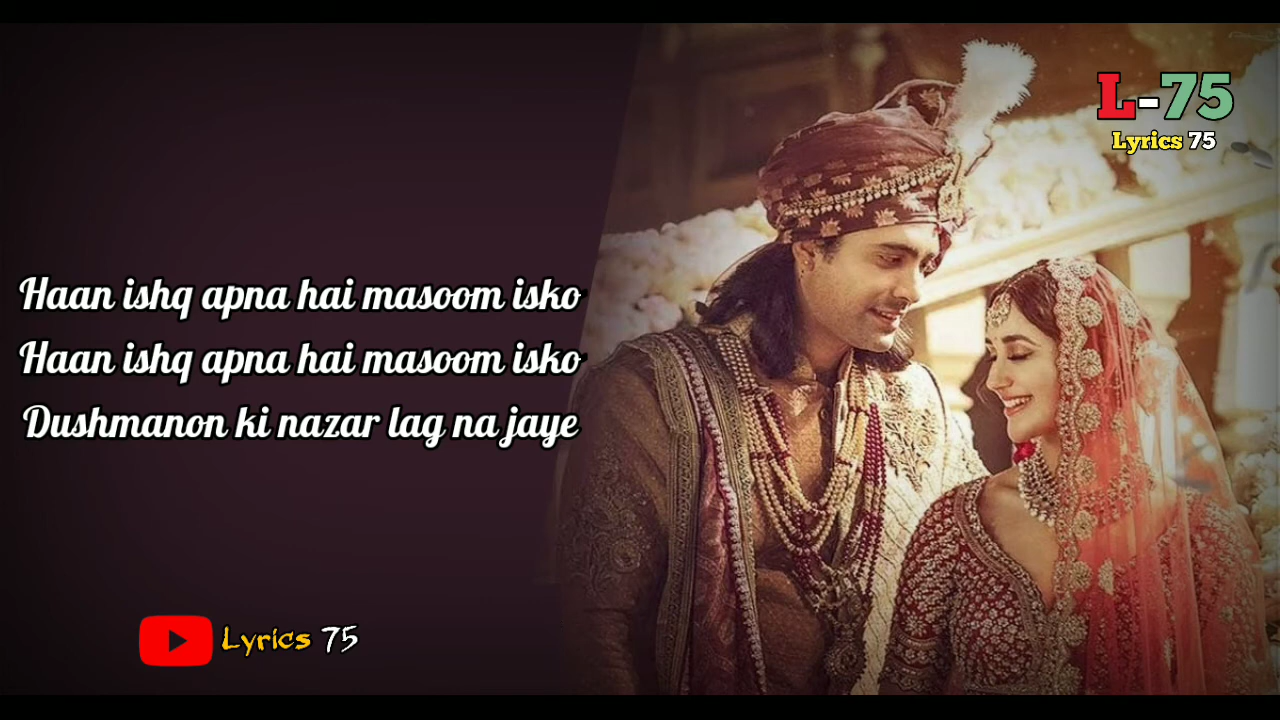 L-75
Lyrics 75
Haan ishq apna hai masoom isko
Haan ishq apna hai masoom isko
Dushmanon ki nazar lag na jaye
Lyrics 75